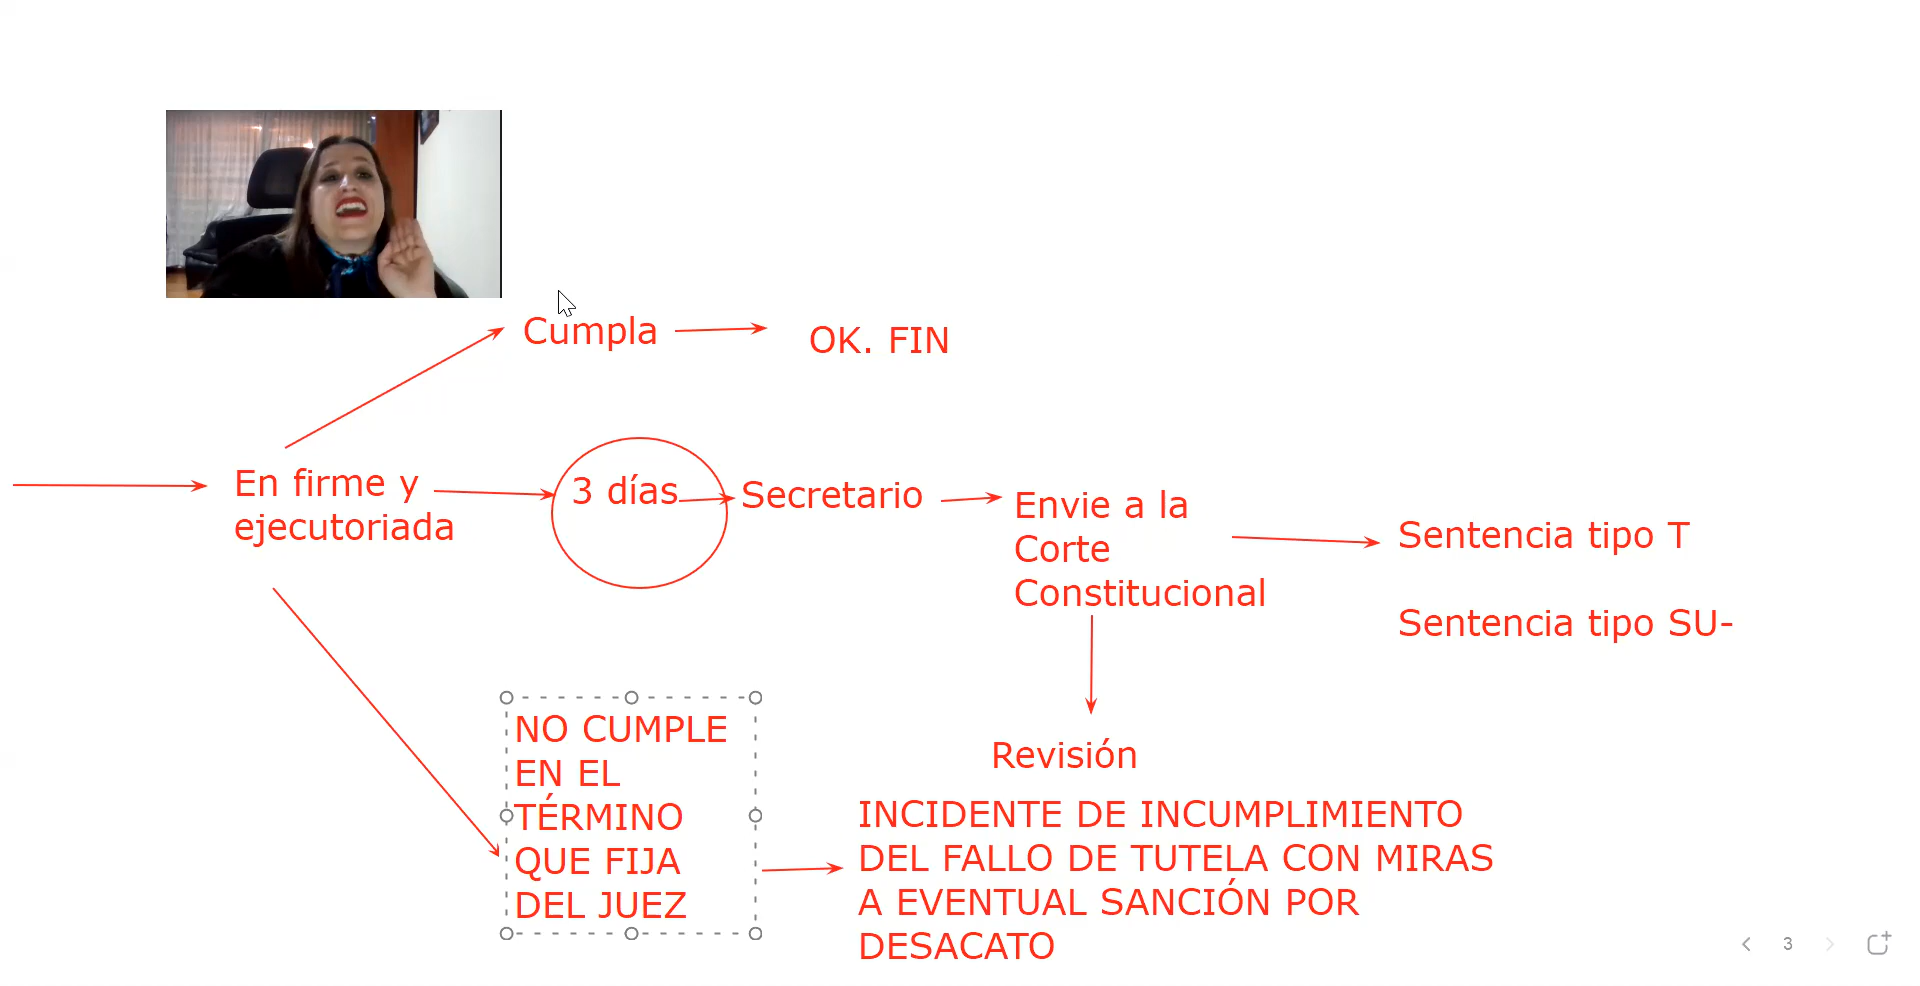 Cumpla
OK. FIN
En firme y
ejecutoriada
3 días
Secretario
Envie a la
Corte
Constitucional
Sentencia tipo T
Sentencia tipo SU-
Revisión
NO CUMPLE
EN EL
TÉRMINO
QUE FIJA
DEL JUEZ
INCIDENTE DE INCUMPLIMIENTO
DEL FALLO DE TUTELA CON MIRAS
A EVENTUAL SANCIÓN POR
DESACATO
3